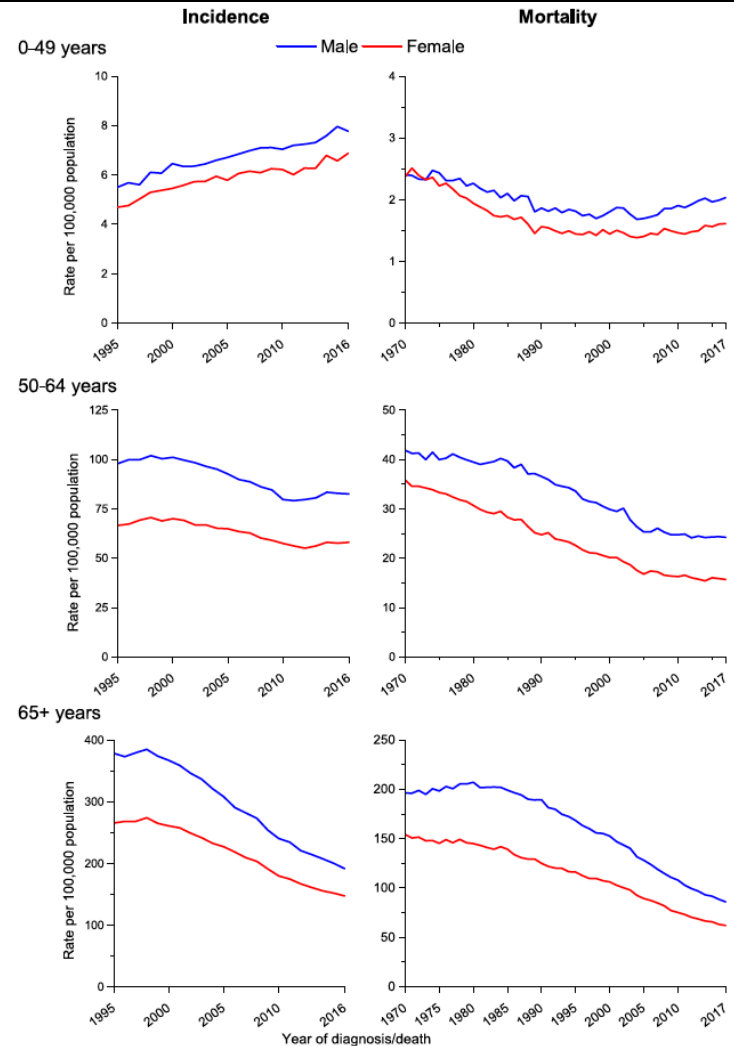 Incidence Mortality
0-49 years
Male Female
Rate per 100,000 population
10
8
6
4
2
0
1995 2000 2005 2010 2016
4
3
2
1
0
1970 1980 1990 2000 2010 2017
50-64 years
Rate per 100,000 population
125
100
75
50
25
0
1995 2000 2005 2010 2016
50
40
30
20
10
0
1970 1980 1990 2000 2010 2017
65+ years
Rate per 100,000 population
400
300
200
100
0
1995 2000 2005 2010 2016
250
200
150
100
50
0
1970 1975 1980 1985 1990 1995 2000 2005 2010 2017
Year of diagnosis/death